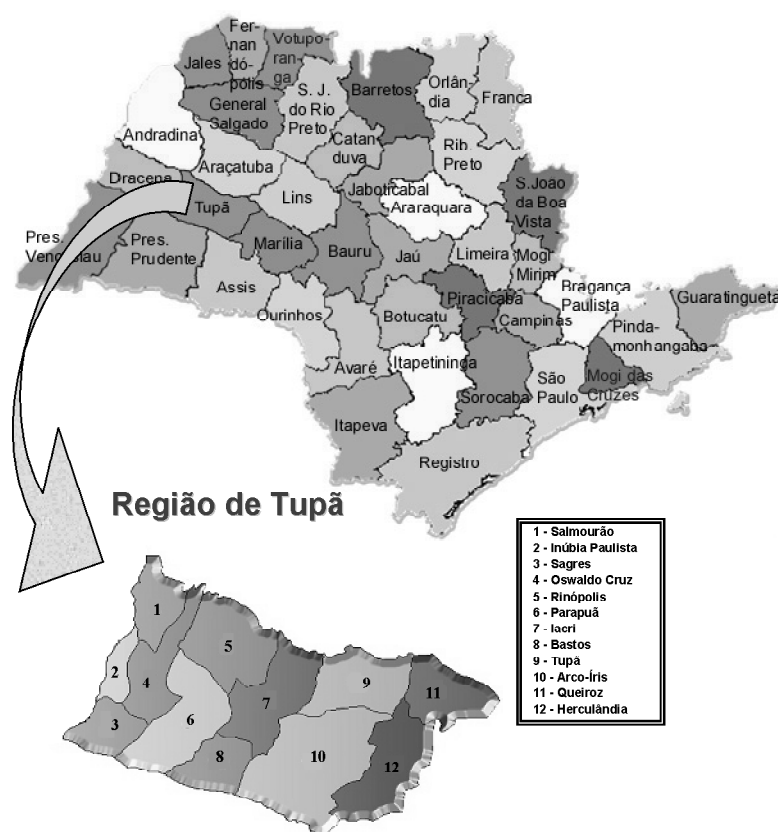 Fer-
nan
dópolis
Votupo-
ran-
ga
Jales
S. J.
do Rio
Preto
Barretos
Orlân
dia
Franca
General
Salgado
Andradina
Catan
duva
Rib.
Preto
Araçatuba
Dracena
Lins
Jaboticabal
Araraquara
S.João
da Boa
Vista
Tupã
Pres.
Venceslau
Pres.
Prudente
Marília
Bauru
Jaú
Limeira
Mogi
Mirim
Assis
Ourinhos
Botucatu
Piracicaba
Campinas
Bragança
Paulista
Guaratinguetá
Pinda-
monhangaba
Avaré
Itapetininga
São
Paulo
Mogi das
Cruzes
Sorocaba
Itapeva
Registro
Região de Tupã
1 - Salmourão
2 - Inúbia Paulista
3 - Sagres
4 - Oswaldo Cruz
5 - Rinópolis
6 - Parapuã
7 - Iacri
8 - Bastos
9 - Tupã
10 - Arco-Íris
11 - Queiroz
12 - Herculândia
1
5
2
4
7
9
11
3
6
8
10
12